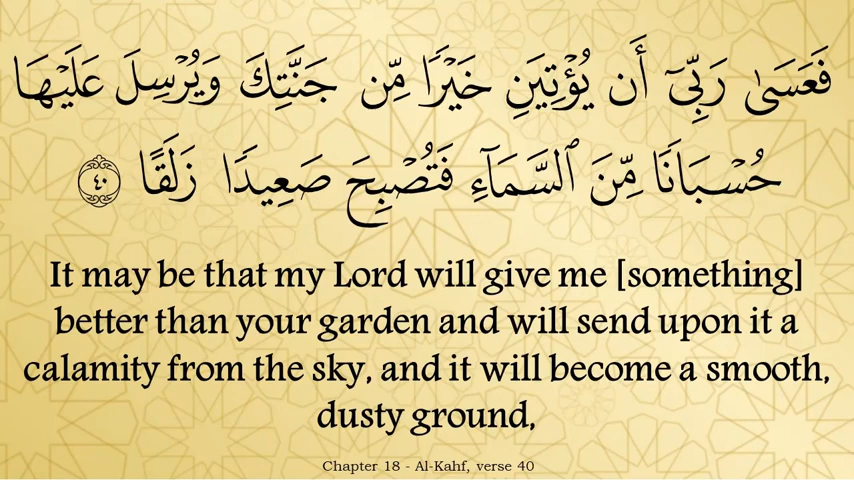 فَعَسَىٰ رَبِّىٓ أَن يُؤْتِيَنِ خَيْرًا مِّن جَنَّتِكَ وَيُرْسِلَ عَلَيْهَا
حُسْبَانًا مِّنَ ٱلسَّمَآءِ فَتُصْبِحَ صَعِيدًا زَلَقًا ٤٠
It may be that my Lord will give me [something]
better than your garden and will send upon it a
calamity from the sky, and it will become a smooth,
dusty ground,
Chapter 18 - Al-Kahf, verse 40